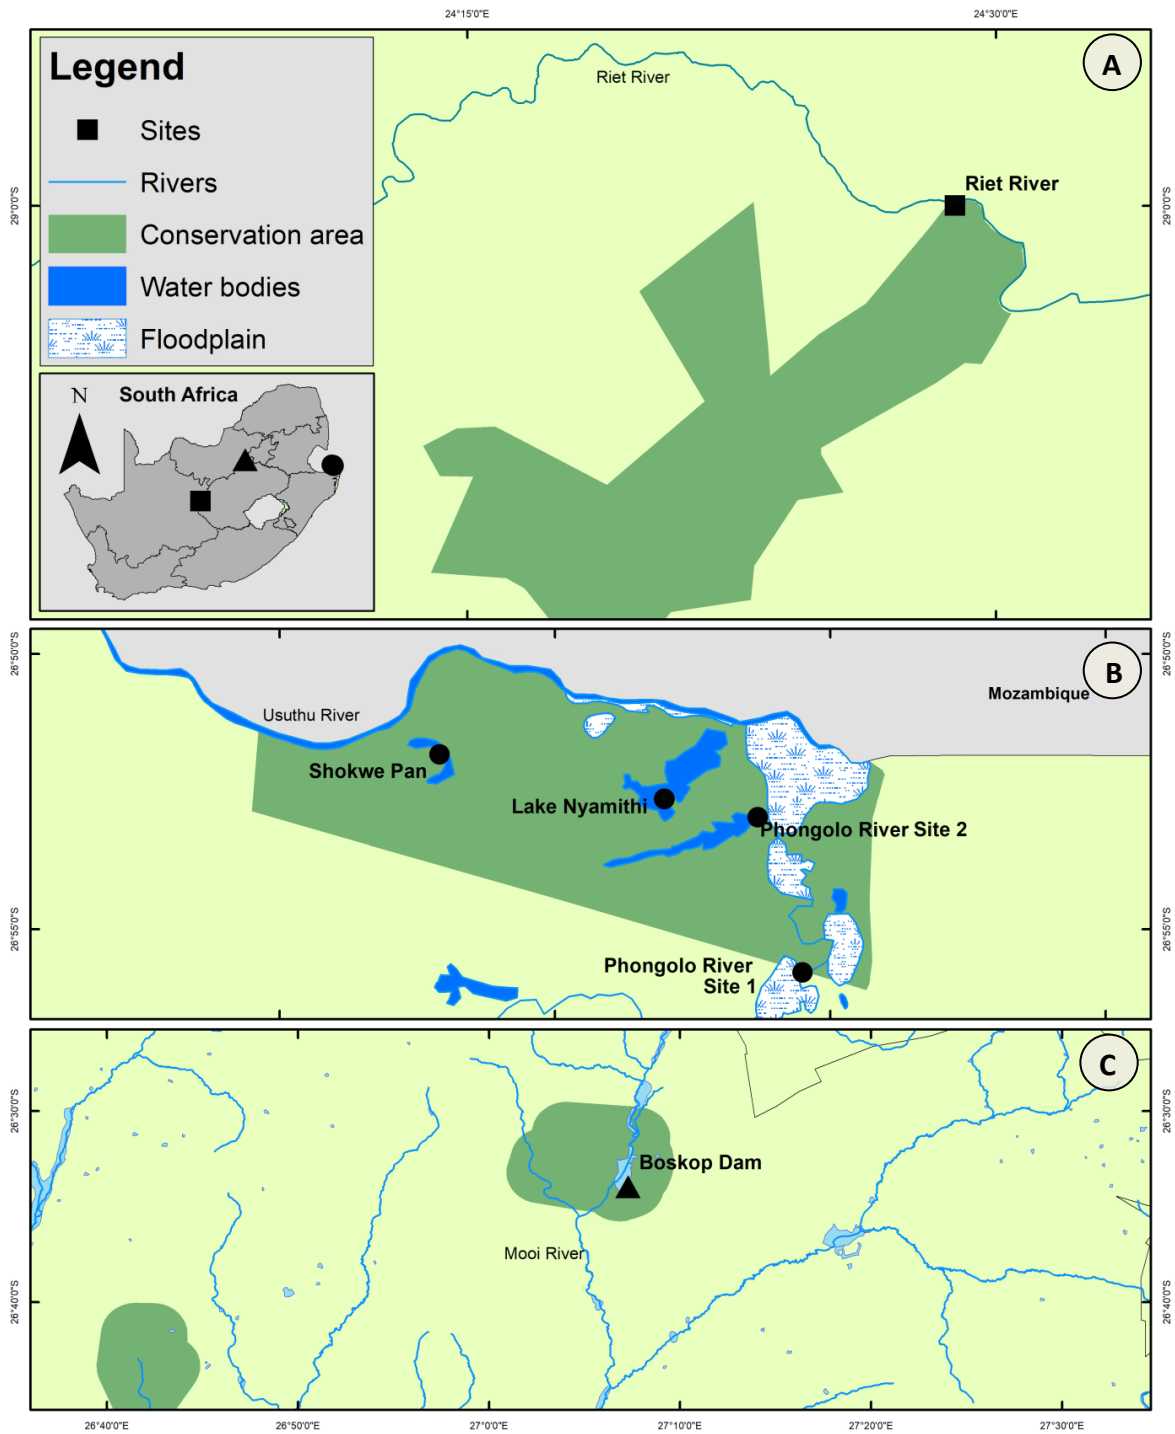 24°15'0"E
24°30'0"E
A
Legend
Sites
Rivers
Conservation area
Water bodies
Floodplain
Riet River
Riet River
29°0'0"S
29°0'0"S
N
South Africa
26°50'0"S
26°50'0"S
B
Mozambique
Usuthu River
Shokwe Pan
Lake Nyamithi
Phongolo River Site 2
26°55'0"S
26°55'0"S
Phongolo River
Site 1
C
26°30'0"S
26°30'0"S
Boskop Dam
Mooi River
26°40'0"S
26°40'0"S
26°40'0"E
26°50'0"E
27°0'0"E
27°10'0"E
27°20'0"E
27°30'0"E